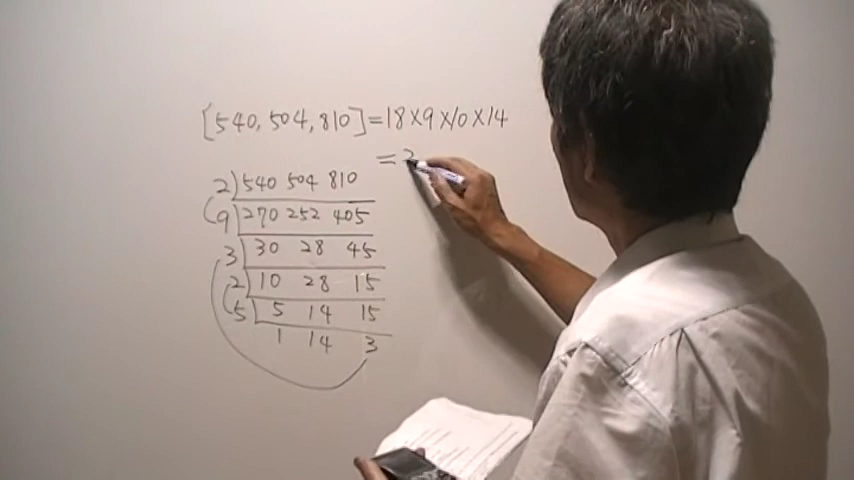 [540, 504, 810] = 18×9×10×14
=
2) 540 504 810
9 270 252 405
3 30 28 45
2 10 28 15
5 5 14 15
1 14 3